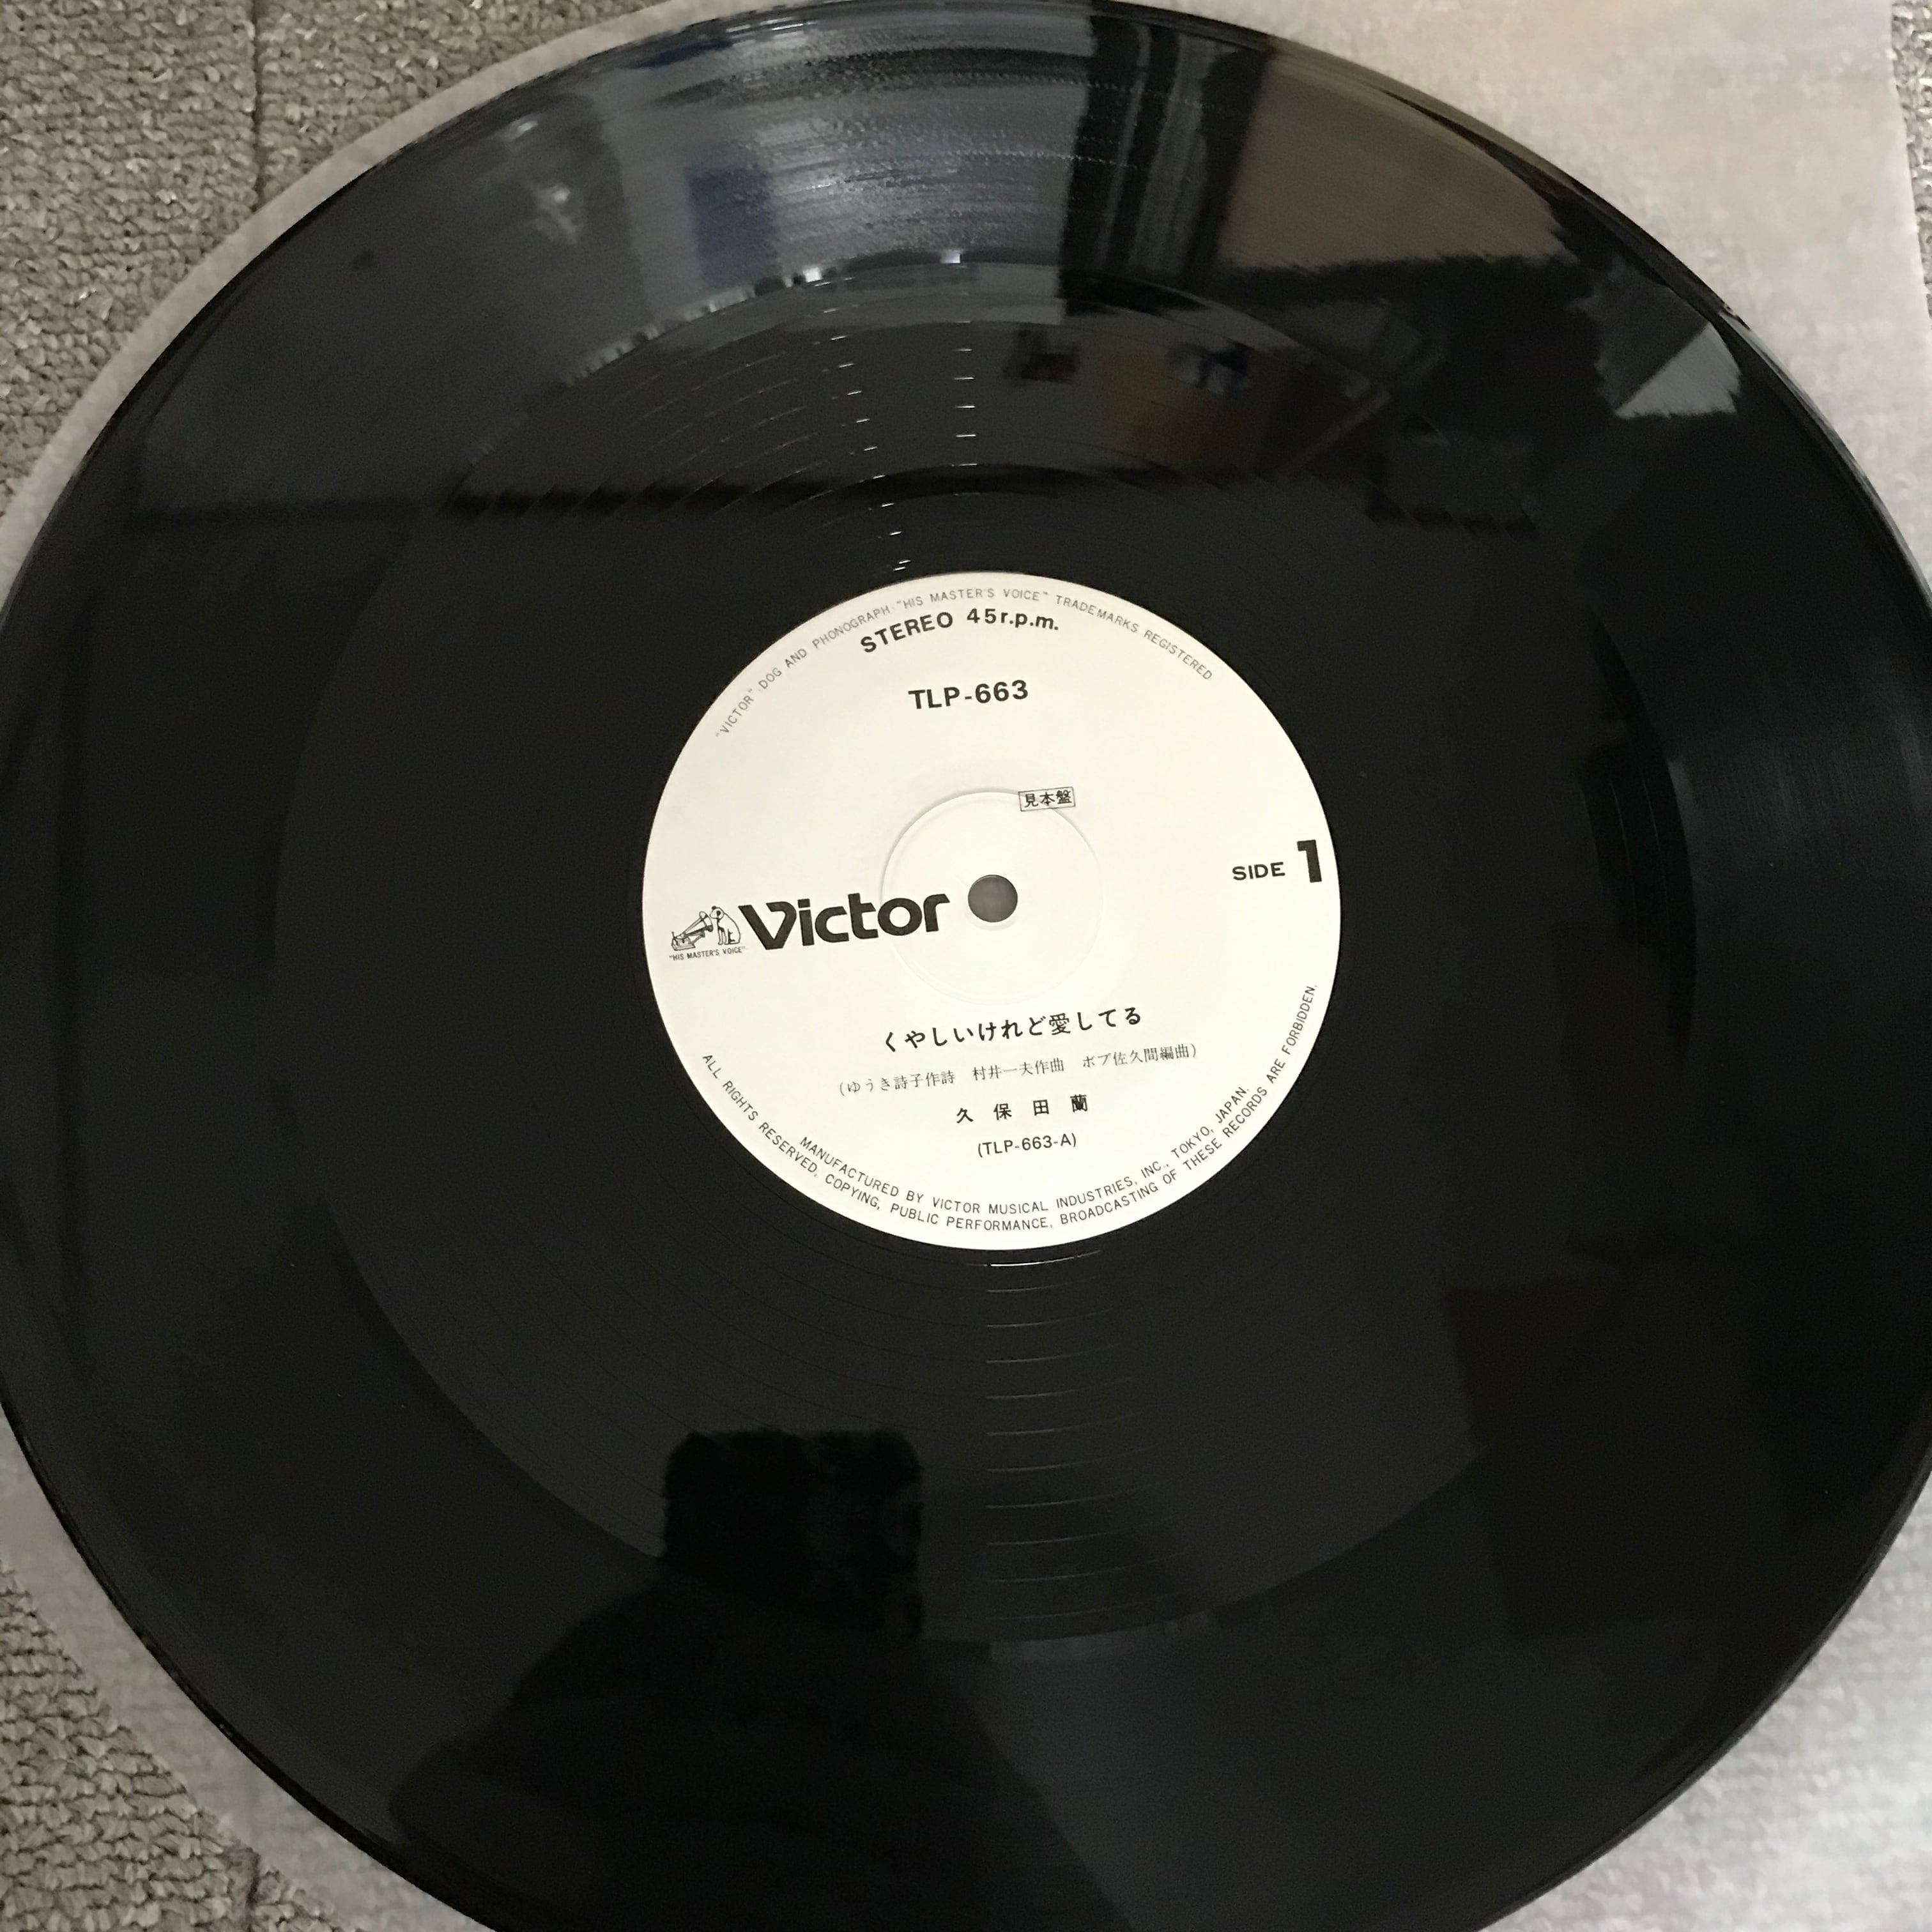 "VICTOR"·DOG AND PHONOGRAPH·"HIS MASTER'S VOICE" TRADEMARKS REGISTERED
STEREO 45r.p.m.
TLP-663
見本盤
SIDE 1
Victor
"HIS MASTER'S VOICE"
くやしいけれど愛してる
(ゆうき詩子作詩 村井一夫作曲 ボブ佐久間編曲)
久保田蘭
(TLP-663-A)
MANUFACTURED BY VICTOR MUSICAL INDUSTRIES, INC., TOKYO, JAPAN.
ALL RIGHTS RESERVED. COPYING, PUBLIC PERFORMANCE, BROADCASTING OF THESE RECORDS ARE FORBIDDEN.